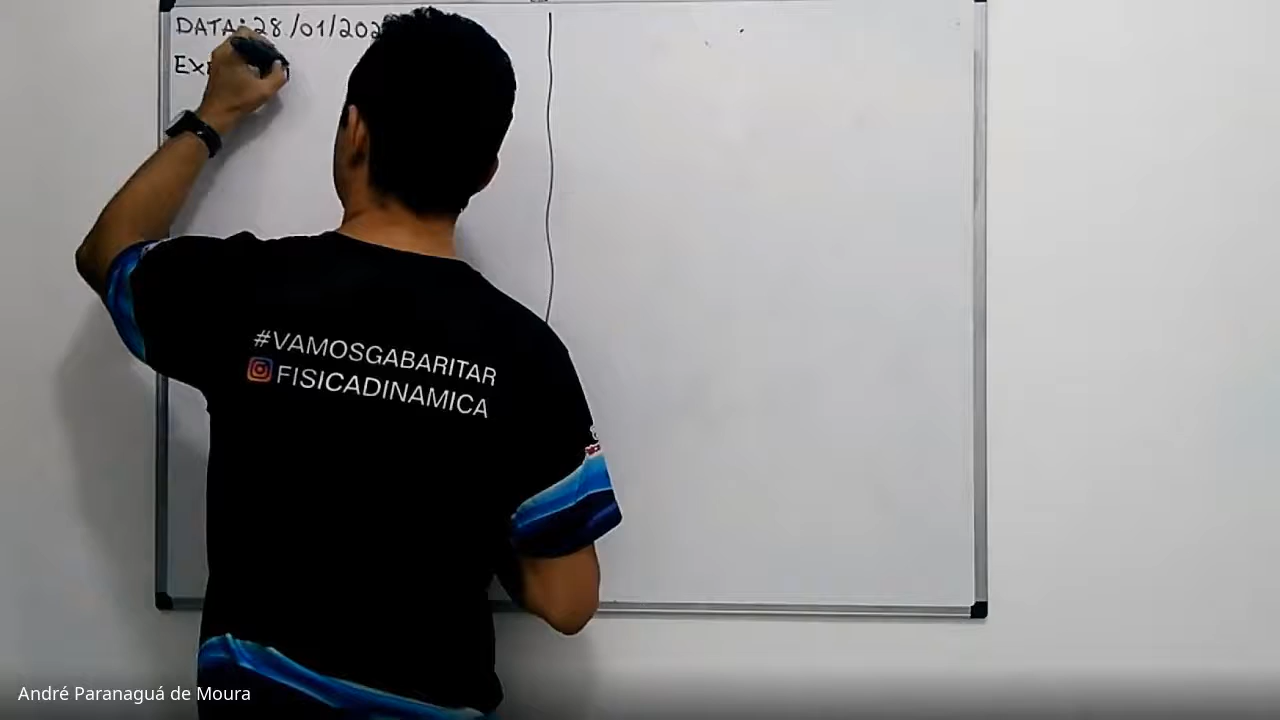 DATA: 28/01/202
#VAMOSGABARITAR
FISICADINAMICA
André Paranaguá de Moura